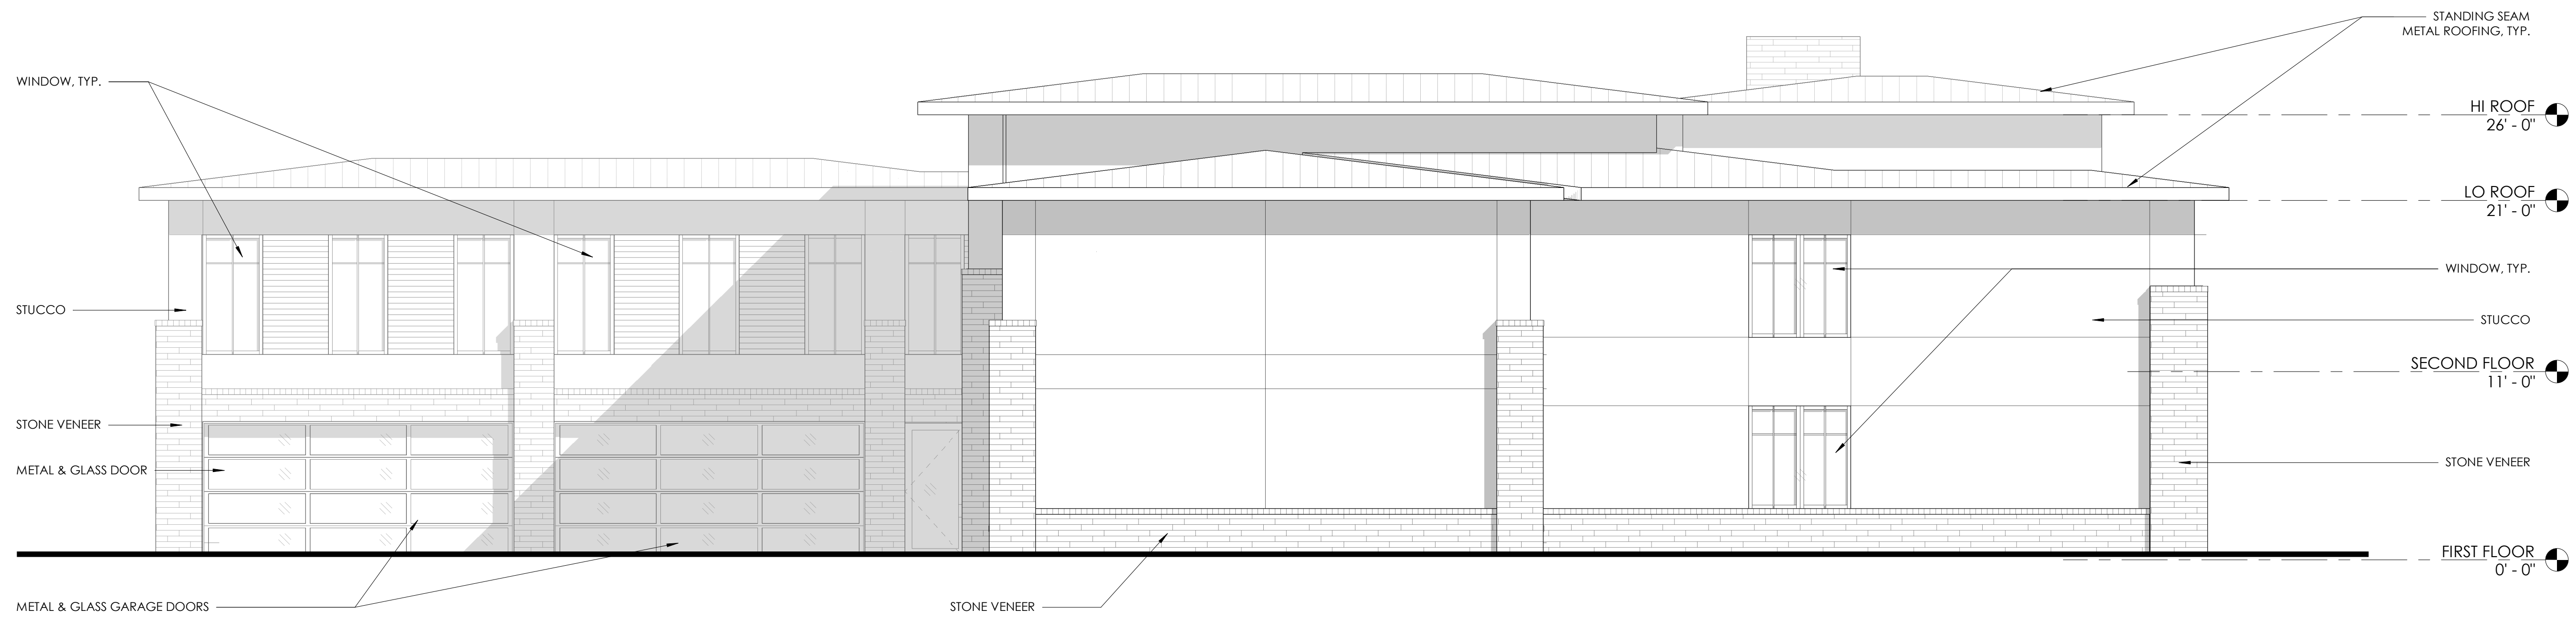 STANDING SEAM
METAL ROOFING, TYP.
WINDOW, TYP.
HI ROOF
26' - 0"
LO ROOF
21' - 0"
WINDOW, TYP.
STUCCO
STUCCO
SECOND FLOOR
11' - 0"
STONE VENEER
STONE VENEER
METAL & GLASS DOOR
FIRST FLOOR
0' - 0"
METAL & GLASS GARAGE DOORS
STONE VENEER